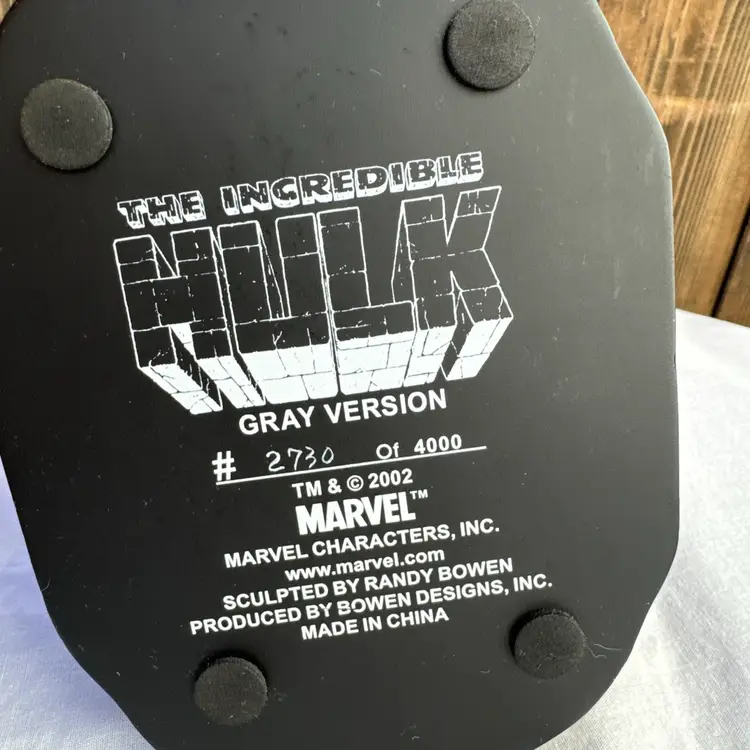 THE INCREDIBLE
HULK
GRAY VERSION
# 2730 Of 4000
TM & © 2002
MARVEL™
MARVEL CHARACTERS, INC.
www.marvel.com
SCULPTED BY RANDY BOWEN
PRODUCED BY BOWEN DESIGNS, INC.
MADE IN CHINA